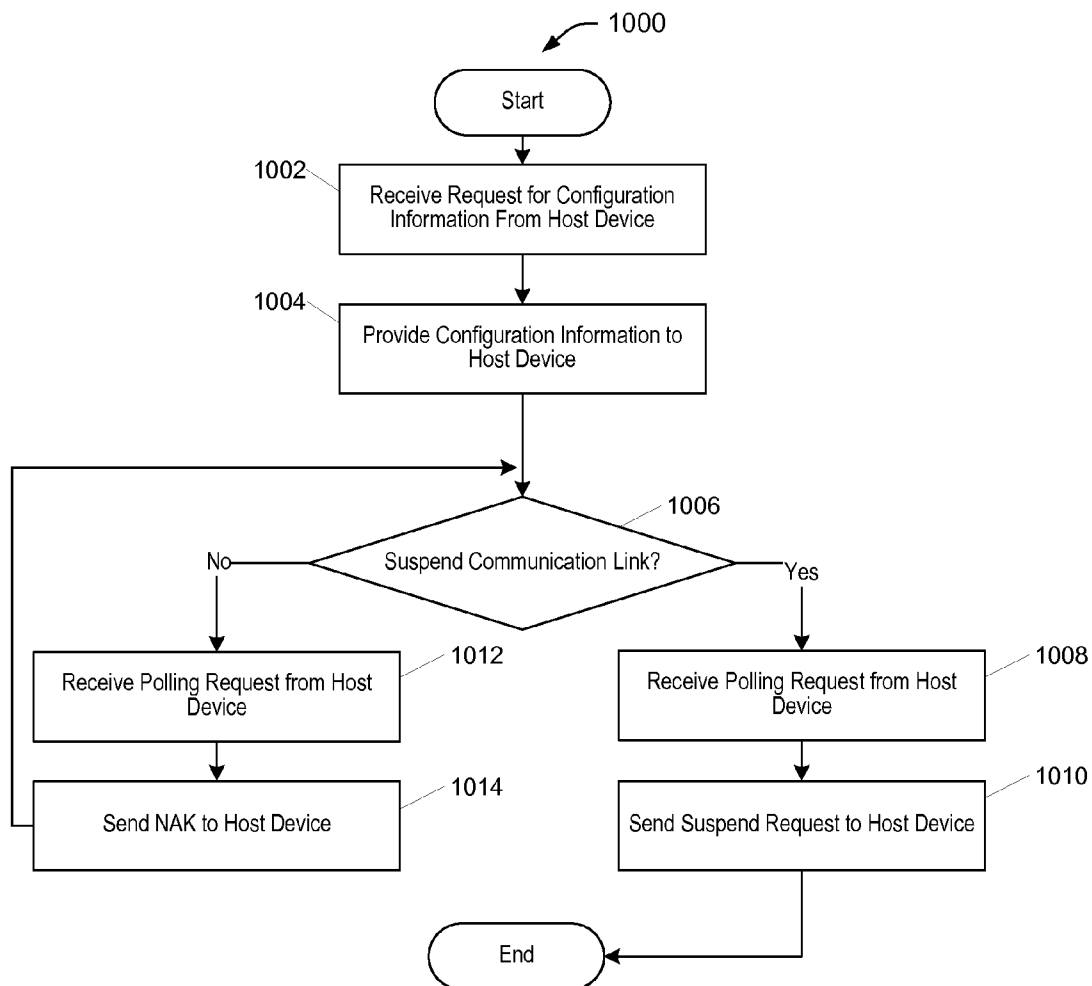 1000
Start
1002
Receive Request for Configuration
Information From Host Device
1004
Provide Configuration Information to
Host Device
1006
Suspend Communication Link?
No
Yes
1012
Receive Polling Request from Host
Device
1008
Receive Polling Request from Host
Device
1014
Send NAK to Host Device
1010
Send Suspend Request to Host Device
End